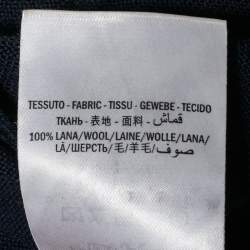 TESSUTO - FABRIC - TISSU - GEWEBE - TECIDO
ТКАНЬ - 表地 - 面料 - قماش
100% LANA/WOOL/LAINE/WOLLE/LANA/
LÃ/ШЕРСТЬ/毛/羊毛/صوف